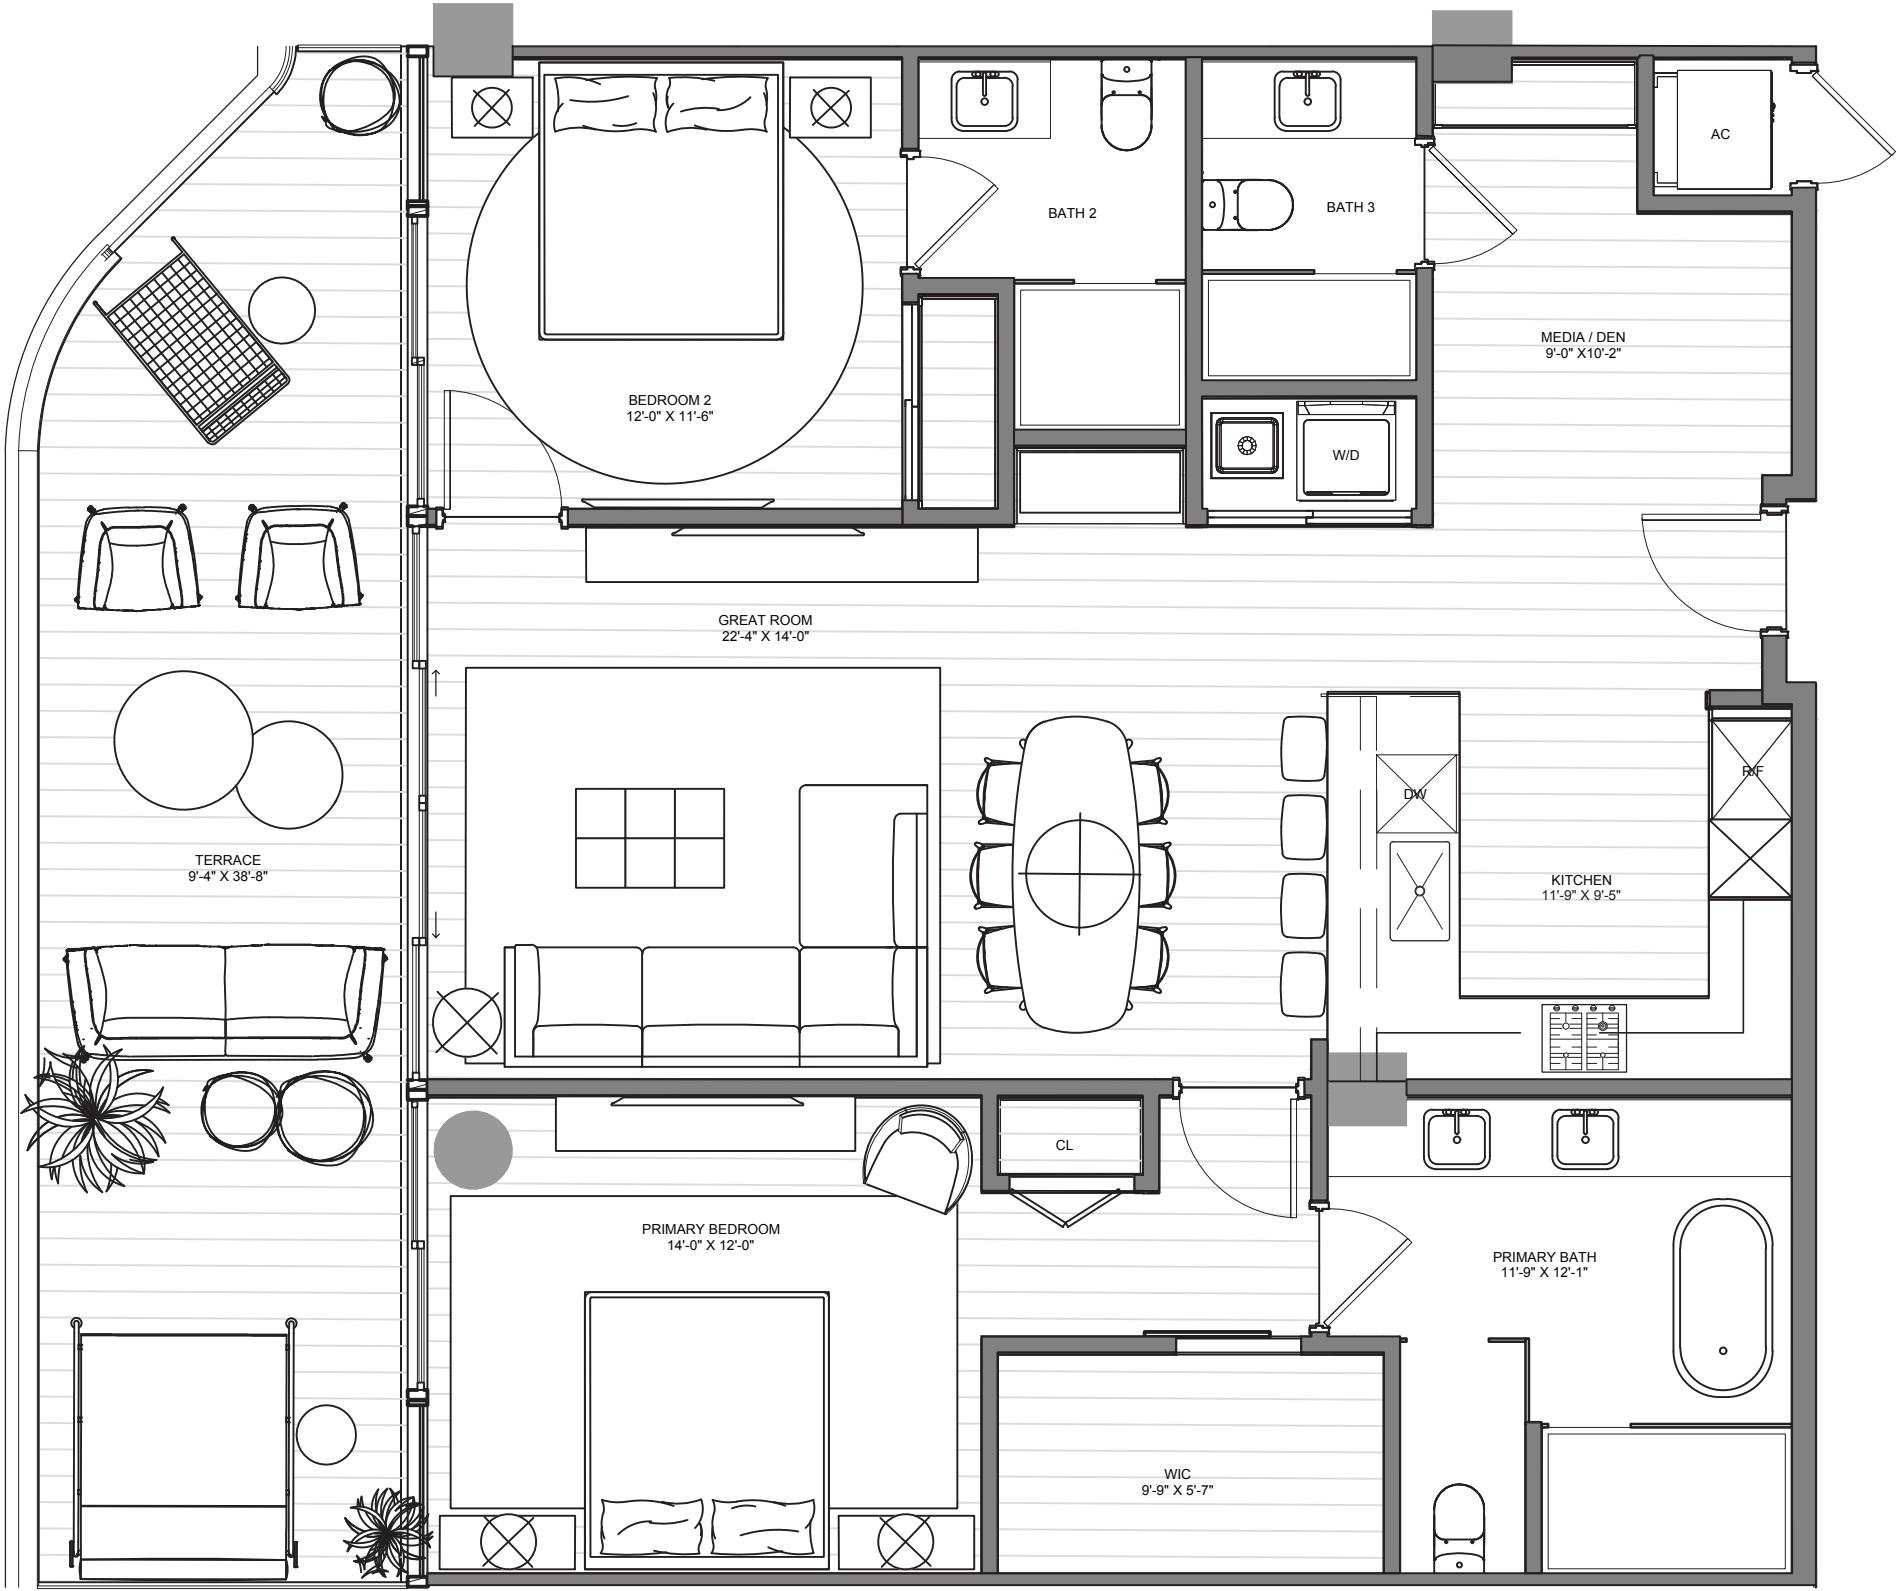 AC
BATH 2
BATH 3
MEDIA / DEN
9'-0" X10'-2"
BEDROOM 2
12'-0" X 11'-6"
W/D
GREAT ROOM
22'-4" X 14'-0"
R/F
DW
TERRACE
9'-4" X 38'-8"
KITCHEN
11'-9" X 9'-5"
CL
PRIMARY BEDROOM
14'-0" X 12'-0"
PRIMARY BATH
11'-9" X 12'-1"
WIC
9'-9" X 5'-7"